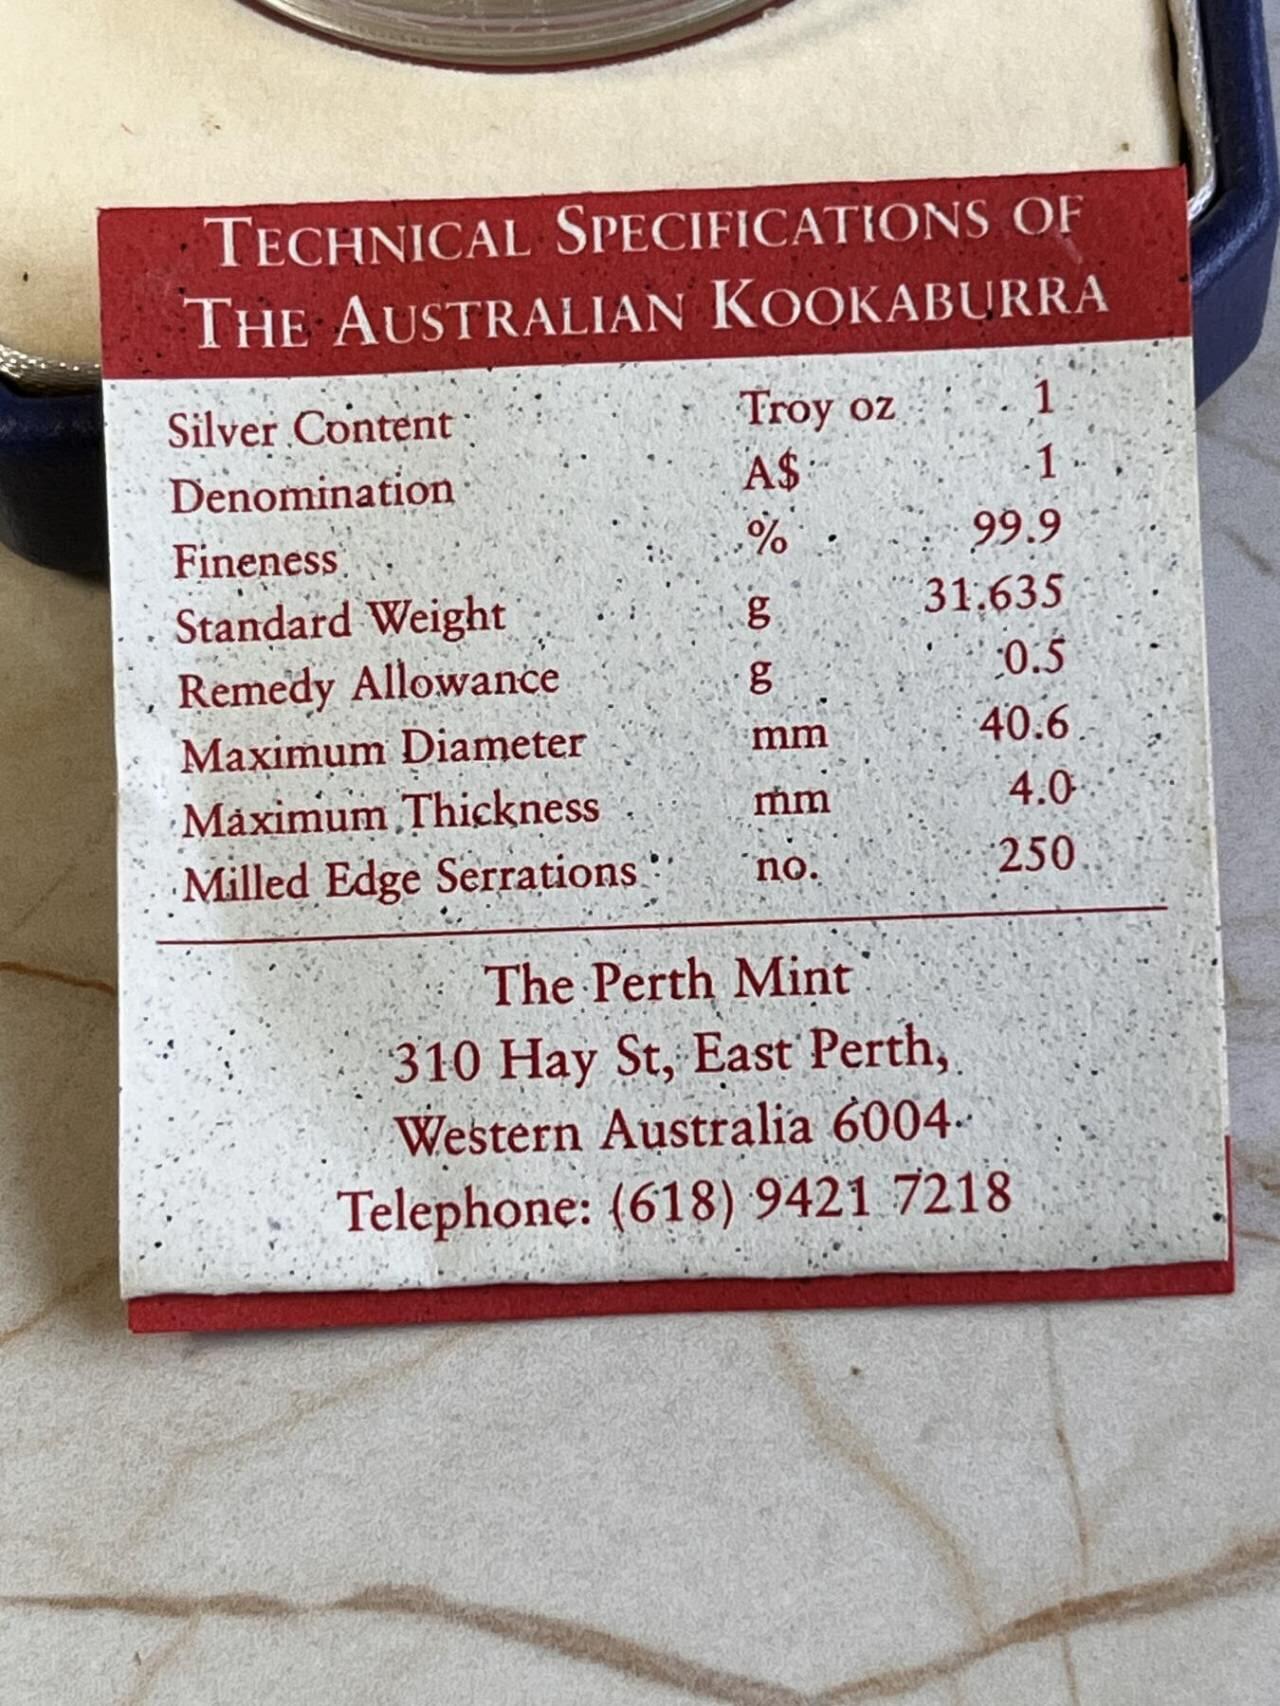 TECHNICAL SPECIFICATIONS OF
THE AUSTRALIAN KOOKABURRA
Silver Content Troy oz 1
Denomination A$ 1
Fineness % 99.9
Standard Weight g 31.635
Remedy Allowance g 0.5
Maximum Diameter mm 40.6
Maximum Thickness mm 4.0
Milled Edge Serrations no. 250
The Perth Mint
310 Hay St, East Perth,
Western Australia 6004
Telephone: (618) 9421 7218